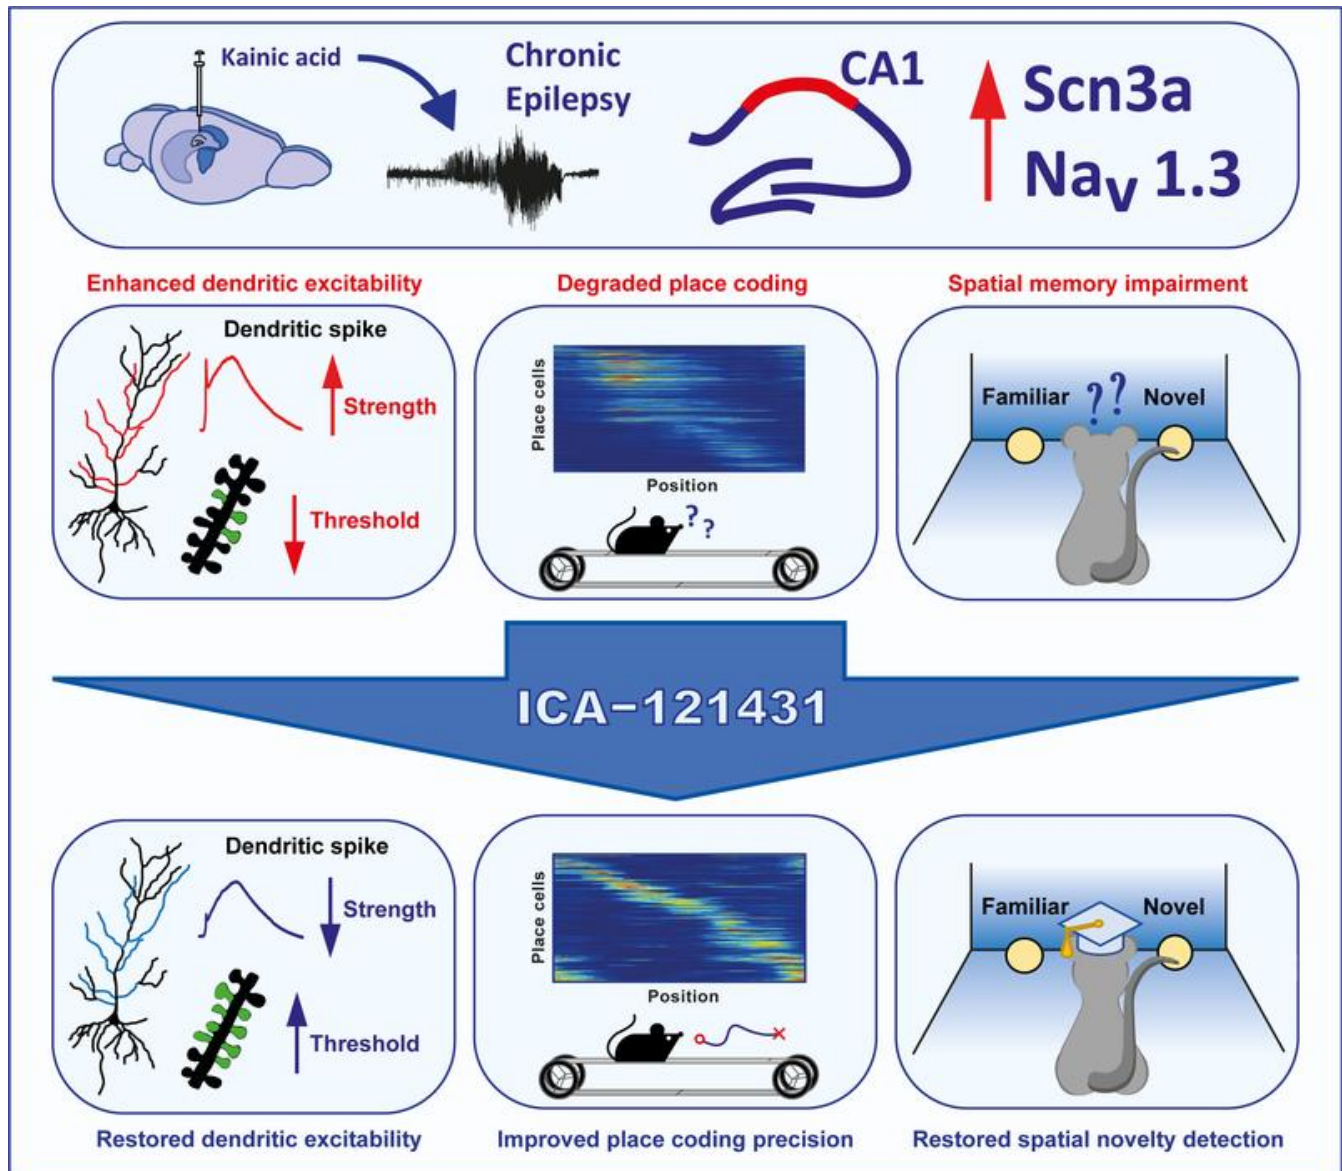 Kainic acid
Chronic
Epilepsy
CA1
Scn3a
Nav 1.3
Enhanced dendritic excitability
Degraded place coding
Spatial memory impairment
Dendritic spike
Strength
Threshold
Place cells
Position
??
Familiar
??
Novel
ICA-121431
Dendritic spike
Strength
Threshold
Place cells
Position
Familiar
Novel
Restored dendritic excitability
Improved place coding precision
Restored spatial novelty detection